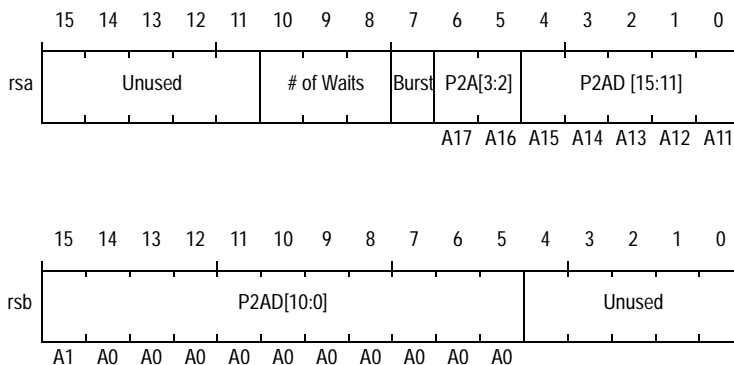 15 14 13 12 11 10 9 8 7 6 5 4 3 2 1 0
rsa Unused # of Waits Burst P2A[3:2] P2AD [15:11]
A17 A16 A15 A14 A13 A12 A11
15 14 13 12 11 10 9 8 7 6 5 4 3 2 1 0
rsb P2AD[10:0] Unused
A1 A0 A0 A0 A0 A0 A0 A0 A0 A0 A0